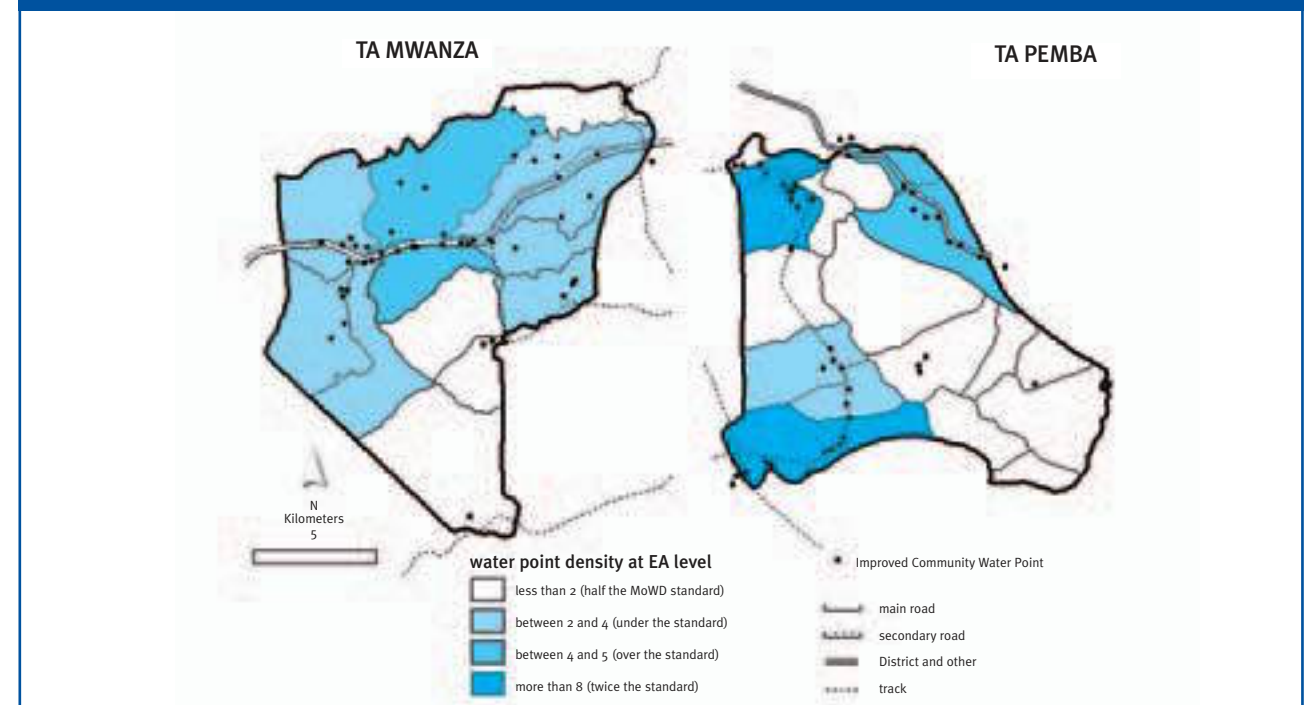 TA MWANZA
TA PEMBA
N
Kilometers
5
water point density at EA level
less than 2 (half the MoWD standard)
between 2 and 4 (under the standard)
between 4 and 5 (over the standard)
more than 8 (twice the standard)
Improved Community Water Point
main road
secondary road
District and other
track